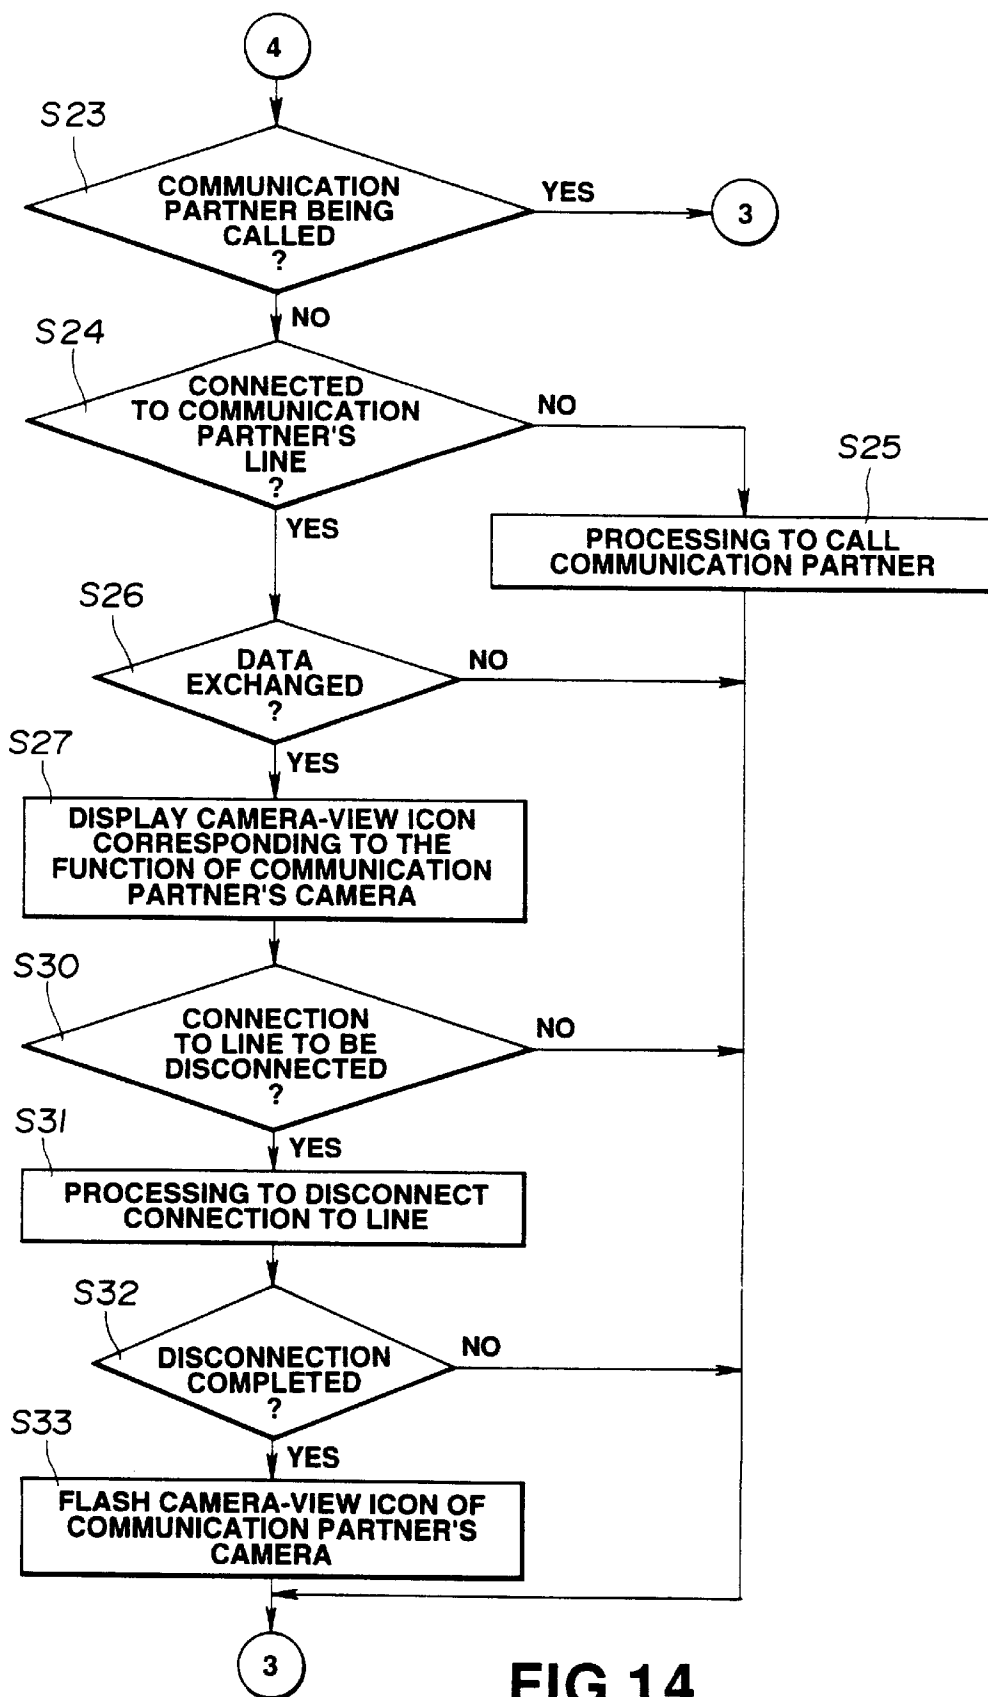 4
S23
COMMUNICATION
PARTNER BEING
CALLED
?
YES
3
NO
S24
CONNECTED
TO COMMUNICATION
PARTNER'S
LINE
?
NO
YES
S25
PROCESSING TO CALL
COMMUNICATION PARTNER
S26
DATA
EXCHANGED
?
NO
YES
S27
DISPLAY CAMERA-VIEW ICON
CORRESPONDING TO THE
FUNCTION OF COMMUNICATION
PARTNER'S CAMERA
S30
CONNECTION
TO LINE TO BE
DISCONNECTED
?
NO
YES
S31
PROCESSING TO DISCONNECT
CONNECTION TO LINE
S32
DISCONNECTION
COMPLETED
?
NO
YES
S33
FLASH CAMERA-VIEW ICON OF
COMMUNICATION PARTNER'S
CAMERA
3
FIG.14